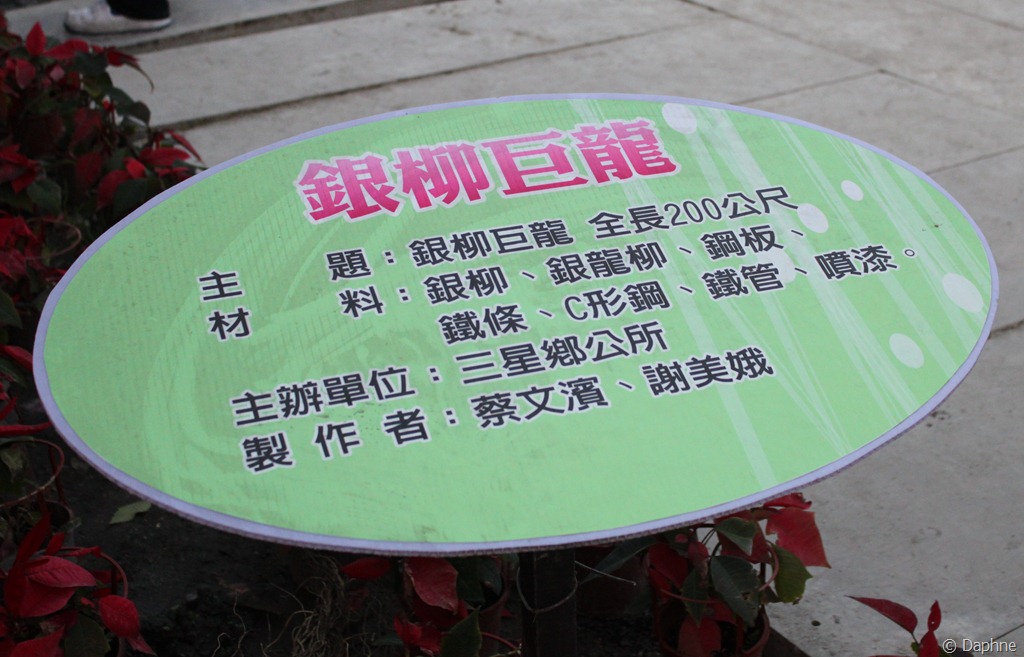 銀柳巨龍
主題：銀柳巨龍 全長200公尺
材料：銀柳、銀龍柳、鋼板、
鐵條、C形鋼、鐵管、噴漆。
主辦單位：三星鄉公所
製作者：蔡文濱、謝美娥
© Daphne